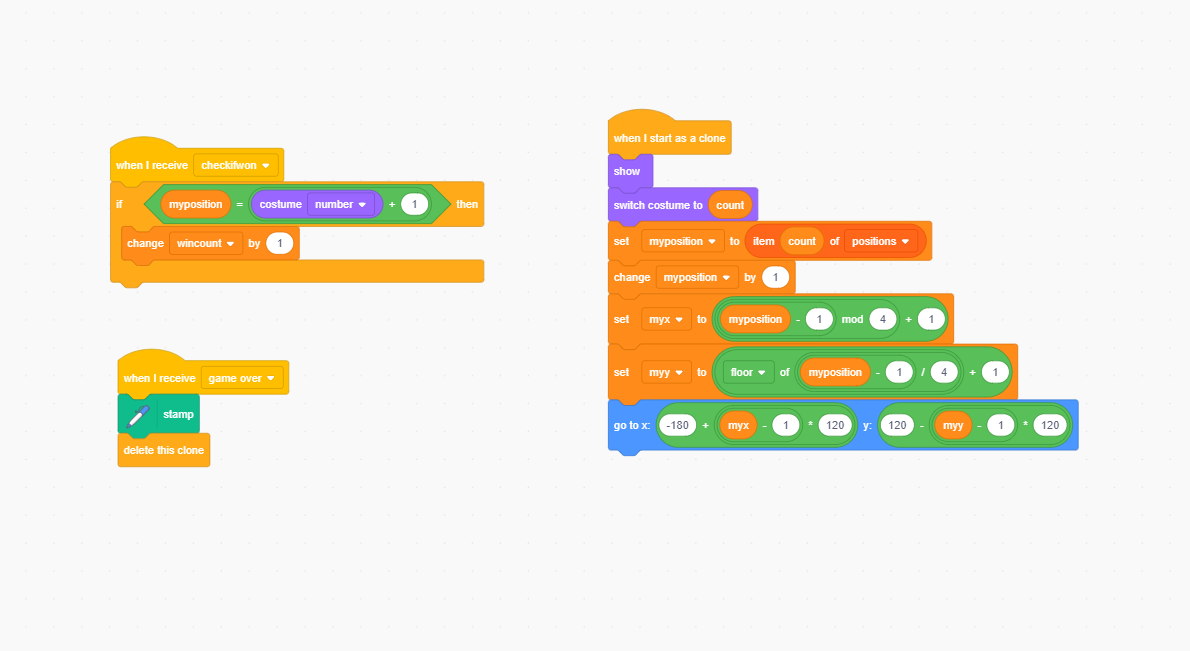 when I receive checkifwon
if myposition = costume number + 1 then
change wincount by 1
when I receive game over
stamp
delete this clone
when I start as a clone
show
switch costume to count
set myposition to item count of positions
change myposition by 1
set myx to myposition - 1 mod 4 + 1
set myy to floor of myposition - 1 / 4 + 1
go to x: -180 + myx - 1 * 120 y: 120 - myy - 1 * 120